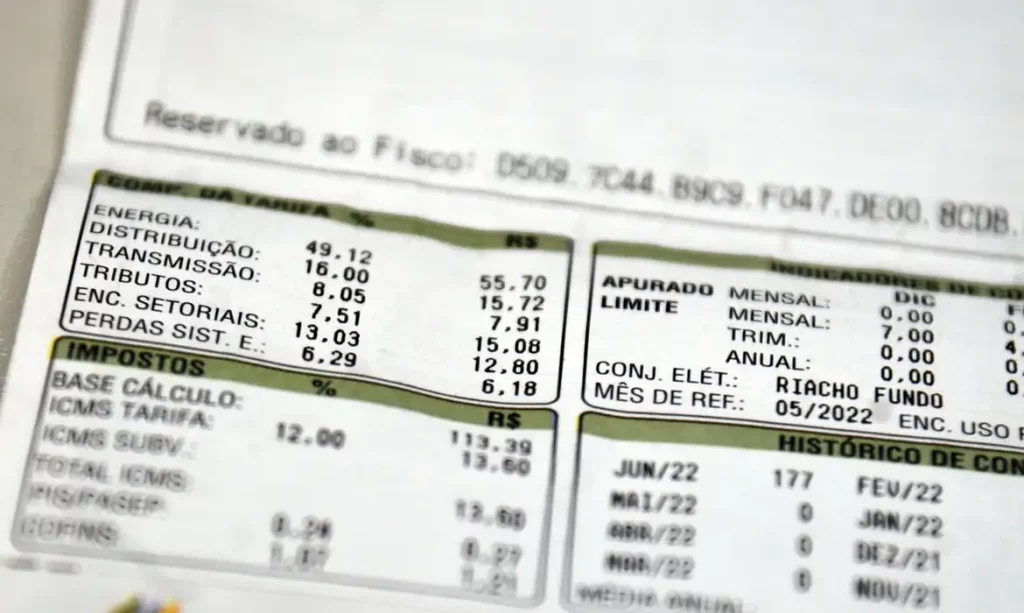 Reservado ao Fisco: D509.7C44.B9C9.F047.DE00.8CDB.
COMP. DA TARIFA % R$
ENERGIA: 49.12 55.70
DISTRIBUIÇÃO: 16.00 15.72
TRANSMISSÃO: 8.05 7.91
TRIBUTOS: 7.51 15.08
ENC. SETORIAIS: 13.03 12.80
PERDAS SIST. E.: 6.29 6.18
IMPOSTOS % R$
BASE CÁLCULO: 113.39
ICMS TARIFA: 12.00 13.60
ICMS SUBV.:
TOTAL ICMS: 13.60
PIS/PASEP: 0.27
COFINS: 1.21
INDICADORES DE
DIC
APURADO MENSAL: 0.00
LIMITE MENSAL: 7.00
TRIM.: 0.00
ANUAL: 0.00
CONJ. ELÉT.: RIACHO FUNDO
MÊS DE REF.: 05/2022 ENC. USO
HISTÓRICO DE CON
JUN/22 177 FEV/22
MAI/22 0 JAN/22
ABR/22 0 DEZ/21
MAR/22 0 NOV/21
MÉDIA ANUAL: